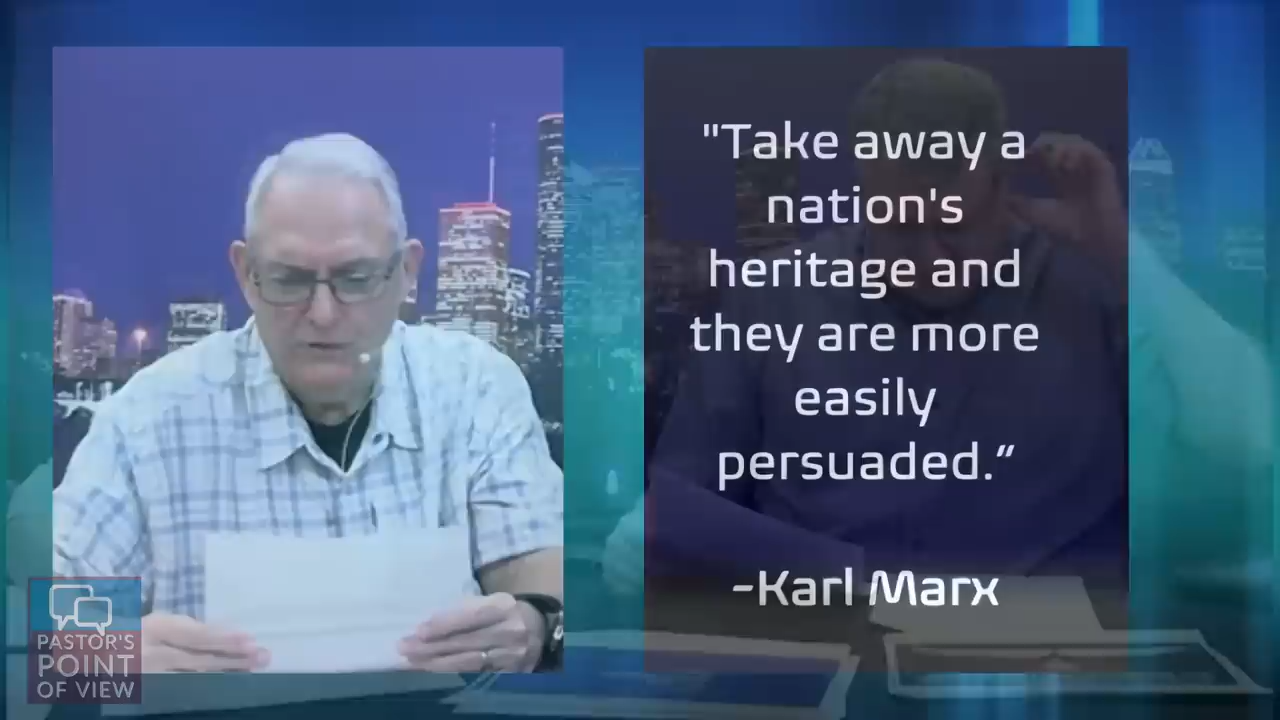 "Take away a
nation's
heritage and
they are more
easily
persuaded.”
-Karl Marx
PASTOR'S
POINT
OF VIEW